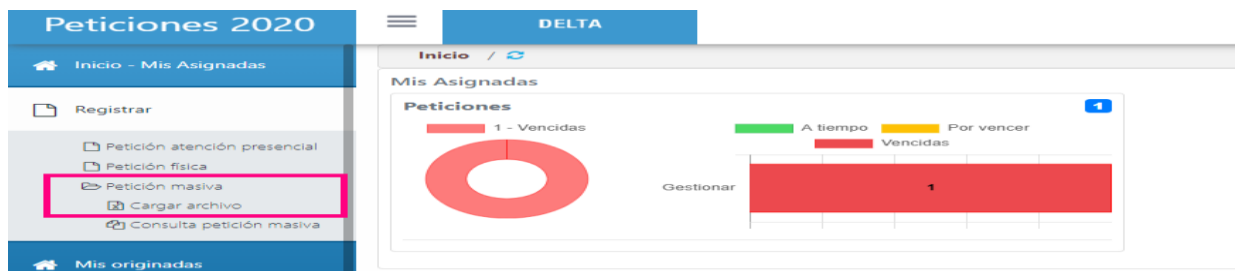 Peticiones 2020
DELTA
Inicio - Mis Asignadas
Registrar
Petición atención presencial
Petición física
Petición masiva
Cargar archivo
Consulta petición masiva
Mis originadas
Inicio /
Mis Asignadas
Peticiones
1
1 - Vencidas
A tiempo
Por vencer
Vencidas
Gestionar
1